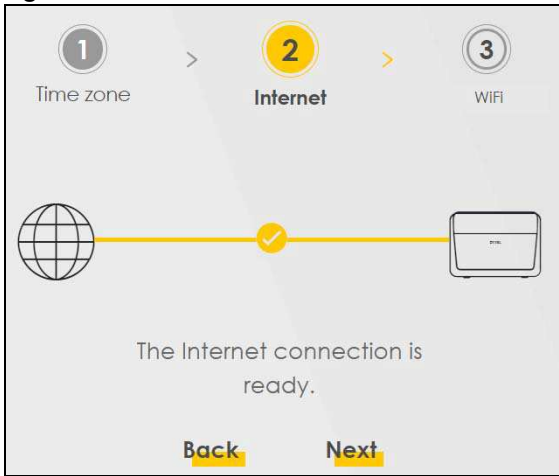 1 > 2 > 3
Time zone Internet WiFi
The Internet connection is
ready.
Back Next